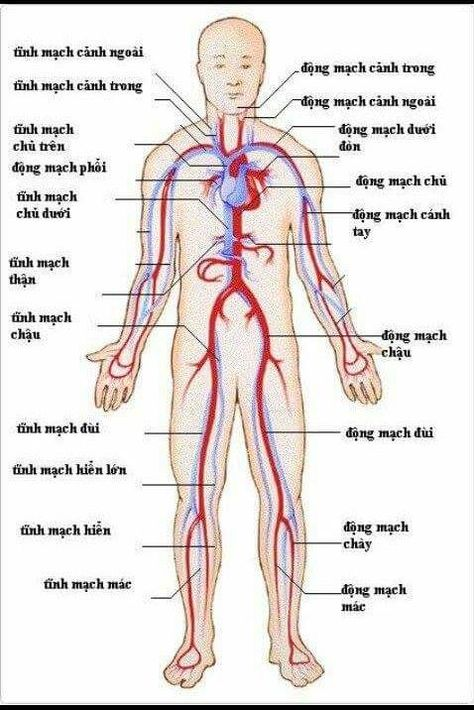 tĩnh mạch cảnh ngoài
tĩnh mạch cảnh trong
tĩnh mạch
chủ trên
động mạch phổi
tĩnh mạch
chủ dưới
tĩnh mạch
thận
tĩnh mạch
chậu
tĩnh mạch đùi
tĩnh mạch hiển lớn
tĩnh mạch hiển
tĩnh mạch mác
động mạch cảnh trong
động mạch cảnh ngoài
động mạch dưới
đòn
động mạch chủ
động mạch cánh
tay
động mạch
chậu
động mạch đùi
động mạch
chày
động mạch
mác